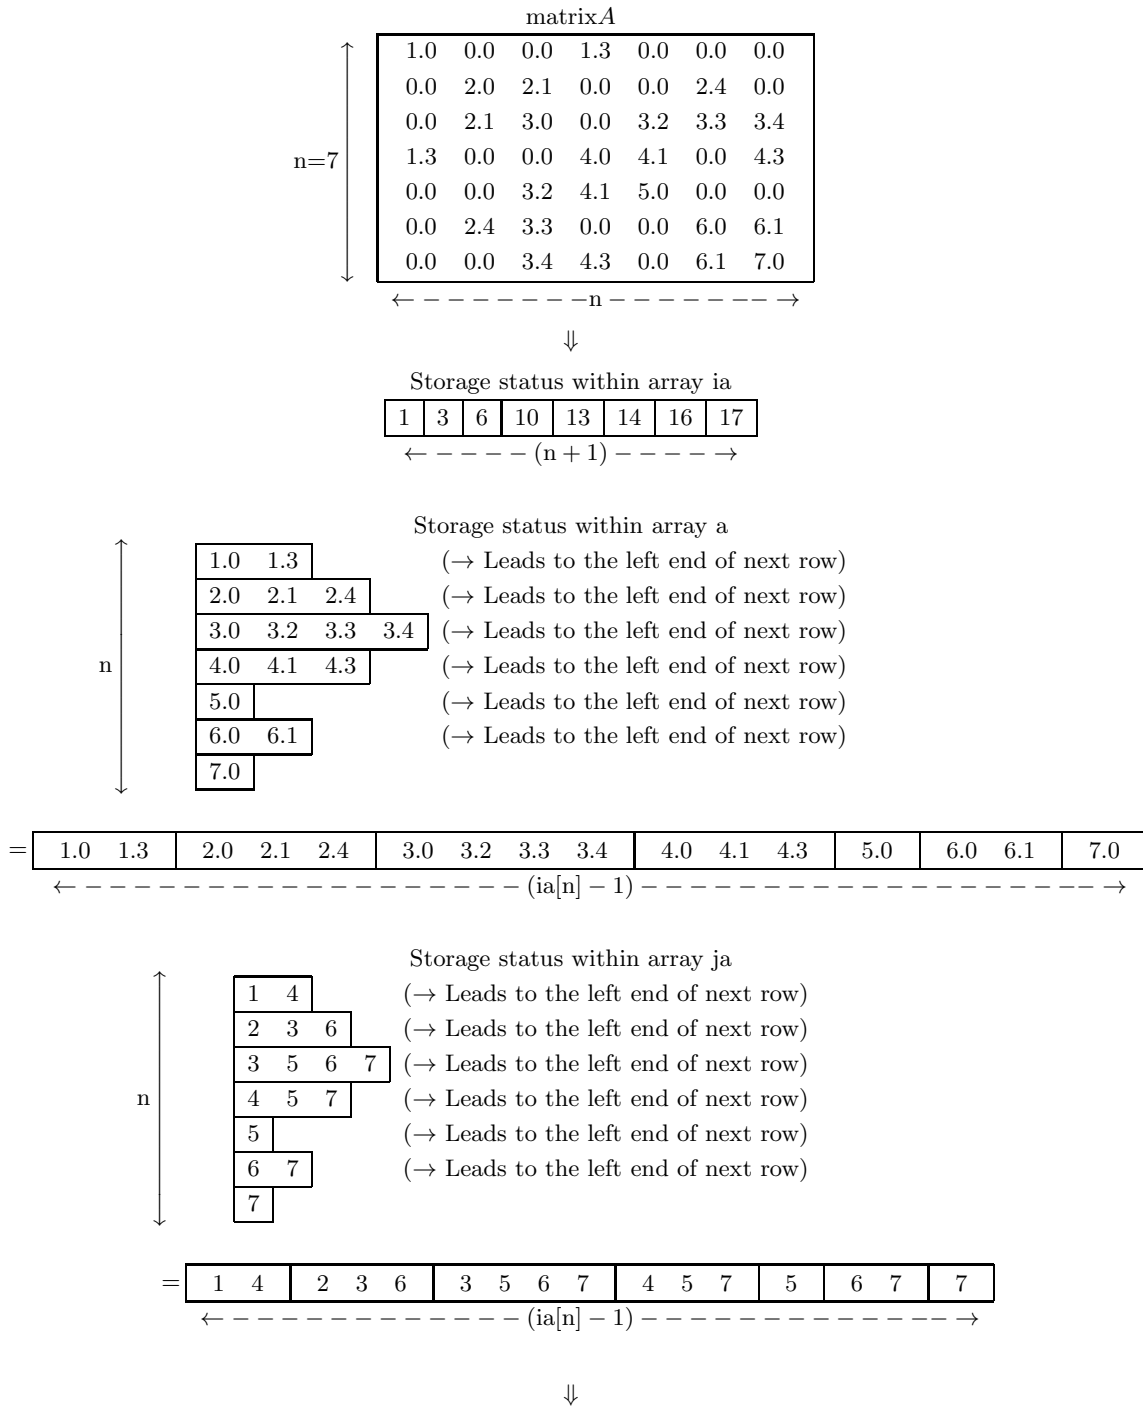 matrixA
1.0 0.0 0.0 1.3 0.0 0.0 0.0
0.0 2.0 2.1 0.0 0.0 2.4 0.0
0.0 2.1 3.0 0.0 3.2 3.3 3.4
n=7 1.3 0.0 0.0 4.0 4.1 0.0 4.3
0.0 0.0 3.2 4.1 5.0 0.0 0.0
0.0 2.4 3.3 0.0 0.0 6.0 6.1
0.0 0.0 3.4 4.3 0.0 6.1 7.0
← − − − − − − − −n − − − − − − −− →
⇓
Storage status within array ia
1 3 6 10 13 14 16 17
← − − − − − (n + 1) − − − − − →
Storage status within array a
1.0 1.3 (→ Leads to the left end of next row)
2.0 2.1 2.4 (→ Leads to the left end of next row)
3.0 3.2 3.3 3.4 (→ Leads to the left end of next row)
n 4.0 4.1 4.3 (→ Leads to the left end of next row)
5.0 (→ Leads to the left end of next row)
6.0 6.1 (→ Leads to the left end of next row)
7.0
= 1.0 1.3 2.0 2.1 2.4 3.0 3.2 3.3 3.4 4.0 4.1 4.3 5.0 6.0 6.1 7.0
← − − − − − − − − − − − − − − − − − − − (ia[n] − 1) − − − − − − − − − − − − − − − − − − −− →
Storage status within array ja
1 4 (→ Leads to the left end of next row)
2 3 6 (→ Leads to the left end of next row)
3 5 6 7 (→ Leads to the left end of next row)
n 4 5 7 (→ Leads to the left end of next row)
5 (→ Leads to the left end of next row)
6 7 (→ Leads to the left end of next row)
7
= 1 4 2 3 6 3 5 6 7 4 5 7 5 6 7 7
← − − − − − − − − − − − − − (ia[n] − 1) − − − − − − − − − − − − −− →
⇓